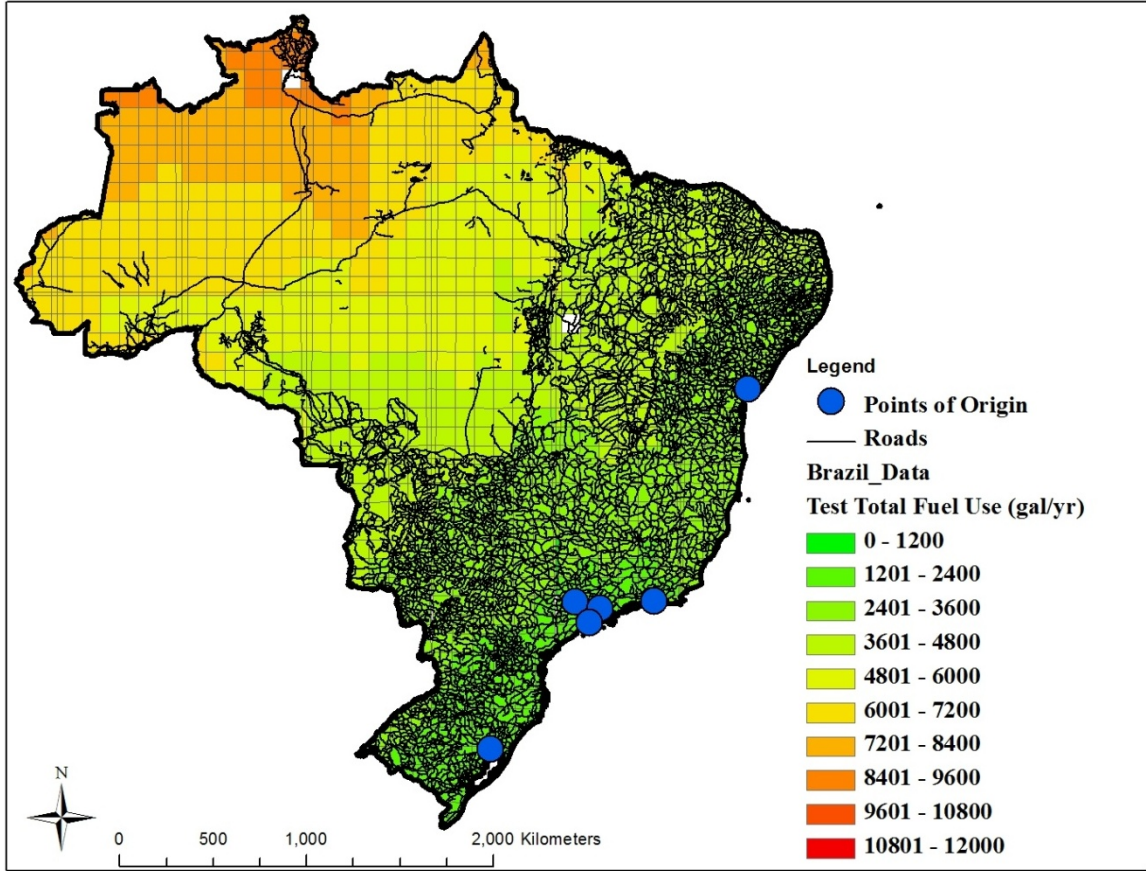 Legend
Points of Origin
Roads
Brazil_Data
Test Total Fuel Use (gal/yr)
0 - 1200
1201 - 2400
2401 - 3600
3601 - 4800
4801 - 6000
6001 - 7200
7201 - 8400
8401 - 9600
9601 - 10800
10801 - 12000
N
0 500 1,000 2,000 Kilometers